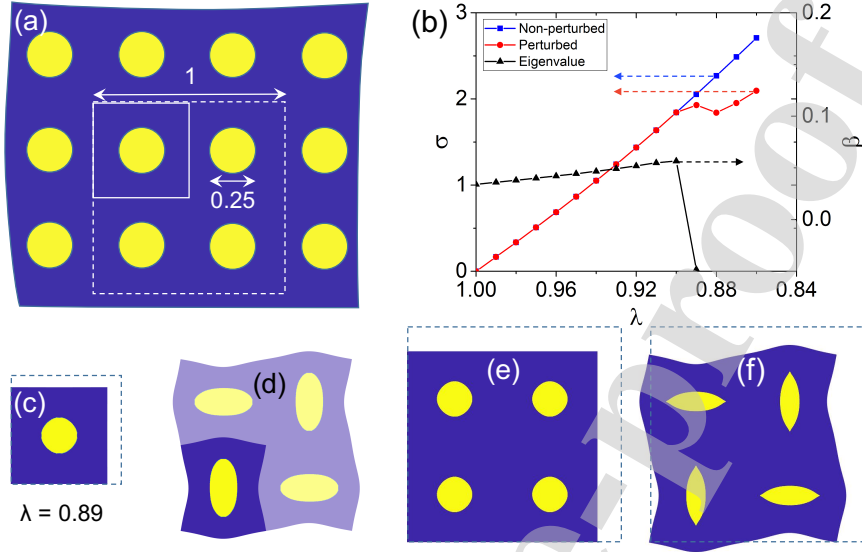 (a)
1
0.25
(b)
3
2
1
0
σ
Non-perturbed
Perturbed
Eigenvalue
0.2
0.1
0.0
β
1.00 0.96 0.92 0.88 0.84
λ
(c)
λ = 0.89
(d)
(e)
(f)
-proof